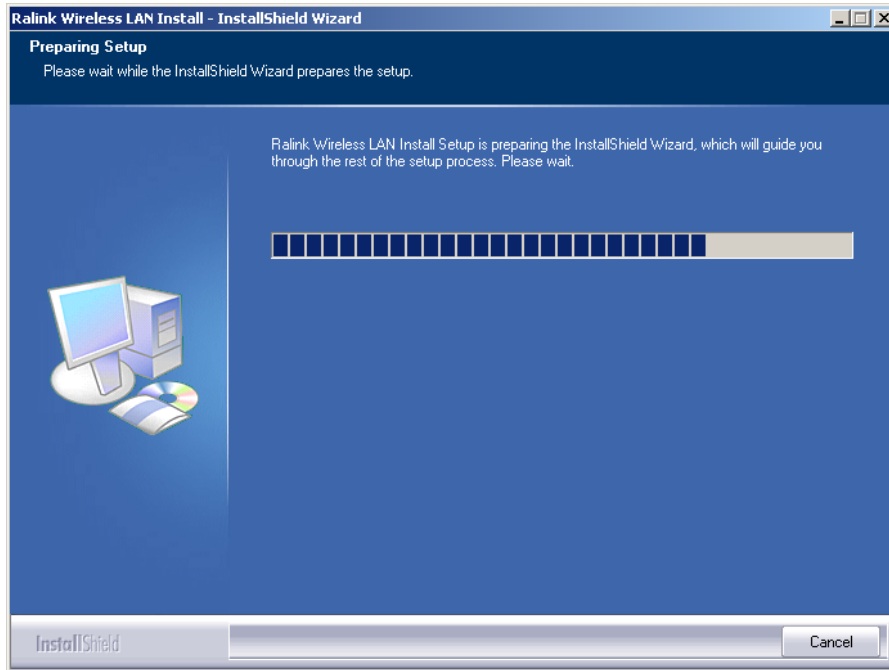 Ralink Wireless LAN Install - InstallShield Wizard
Preparing Setup
Please wait while the InstallShield Wizard prepares the setup.
Ralink Wireless LAN Install Setup is preparing the InstallShield Wizard, which will guide you
through the rest of the setup process. Please wait.
InstallShield
Cancel